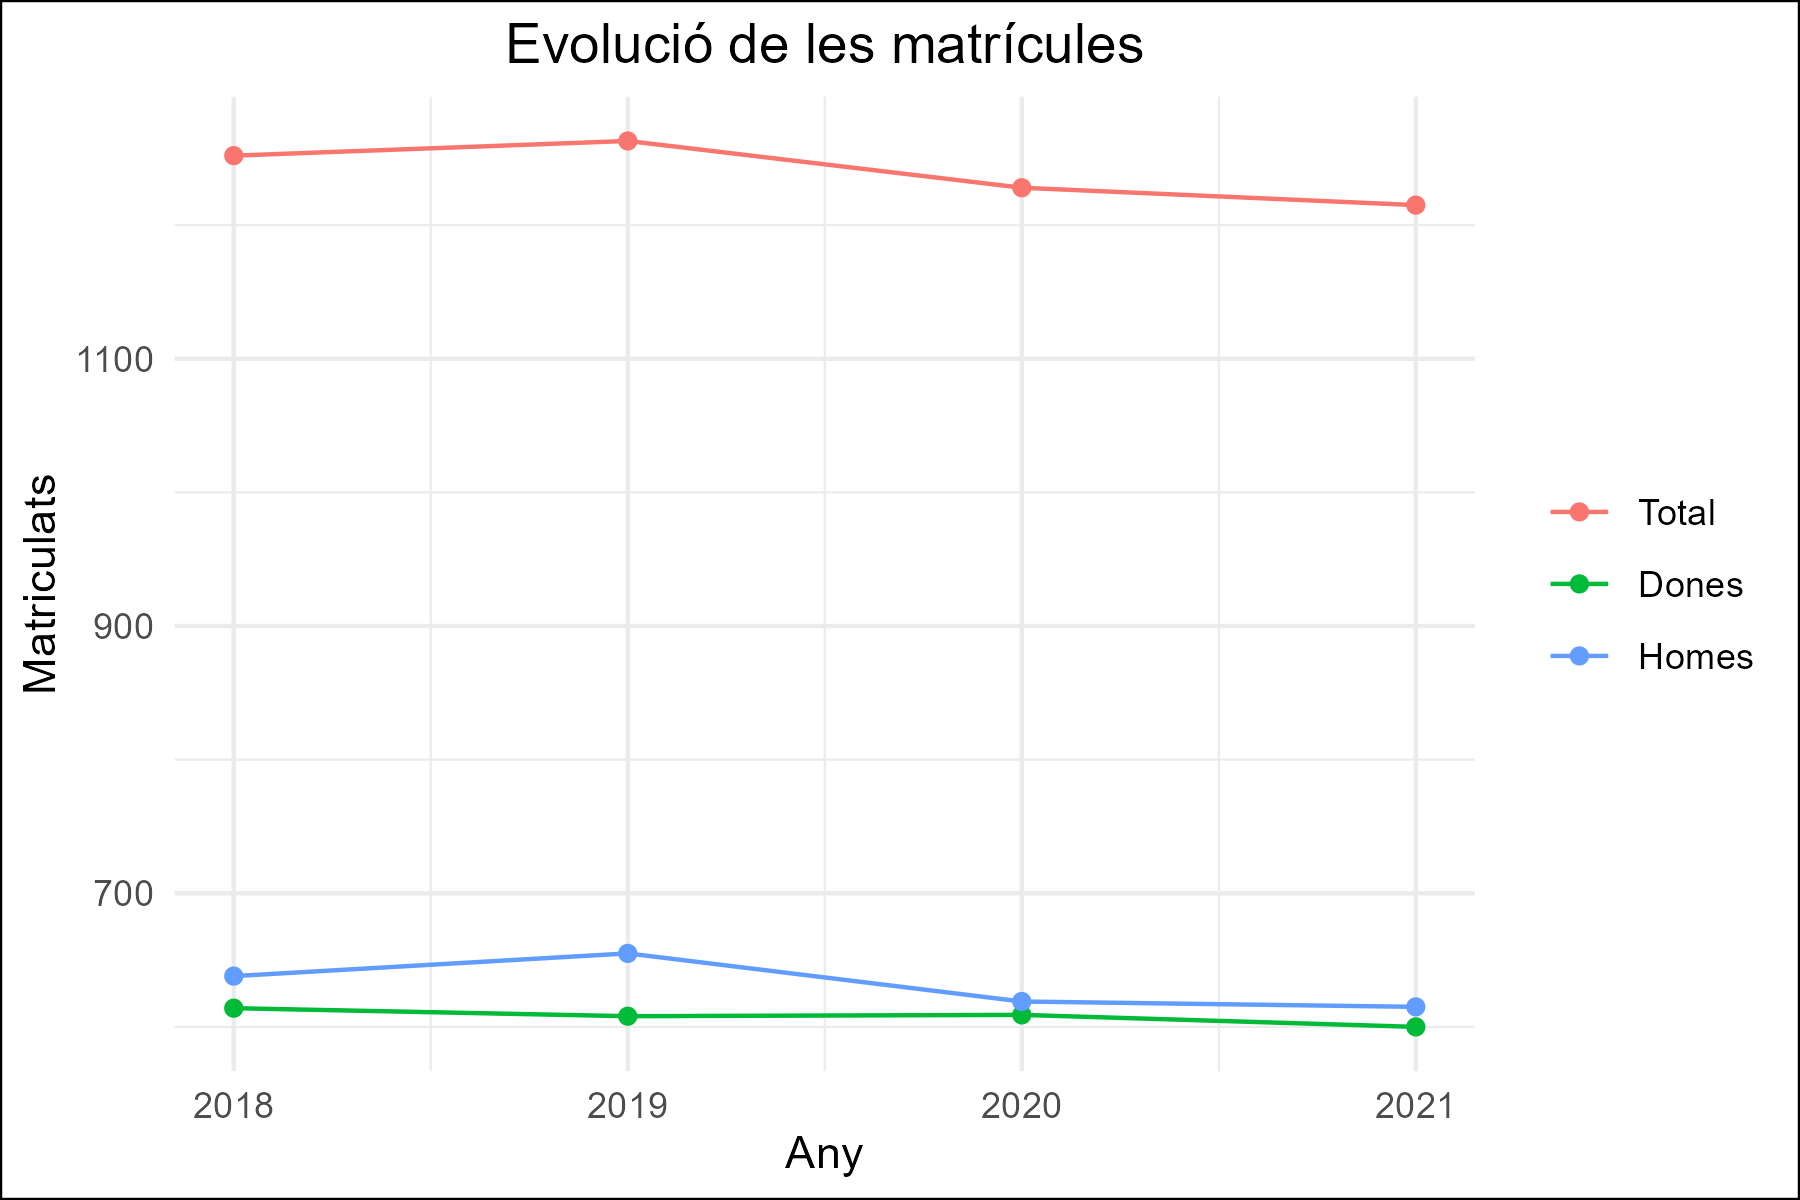 Evolució de les matrícules
Matriculats
1100
900
700
2018 2019 2020 2021
Any
Total
Dones
Homes